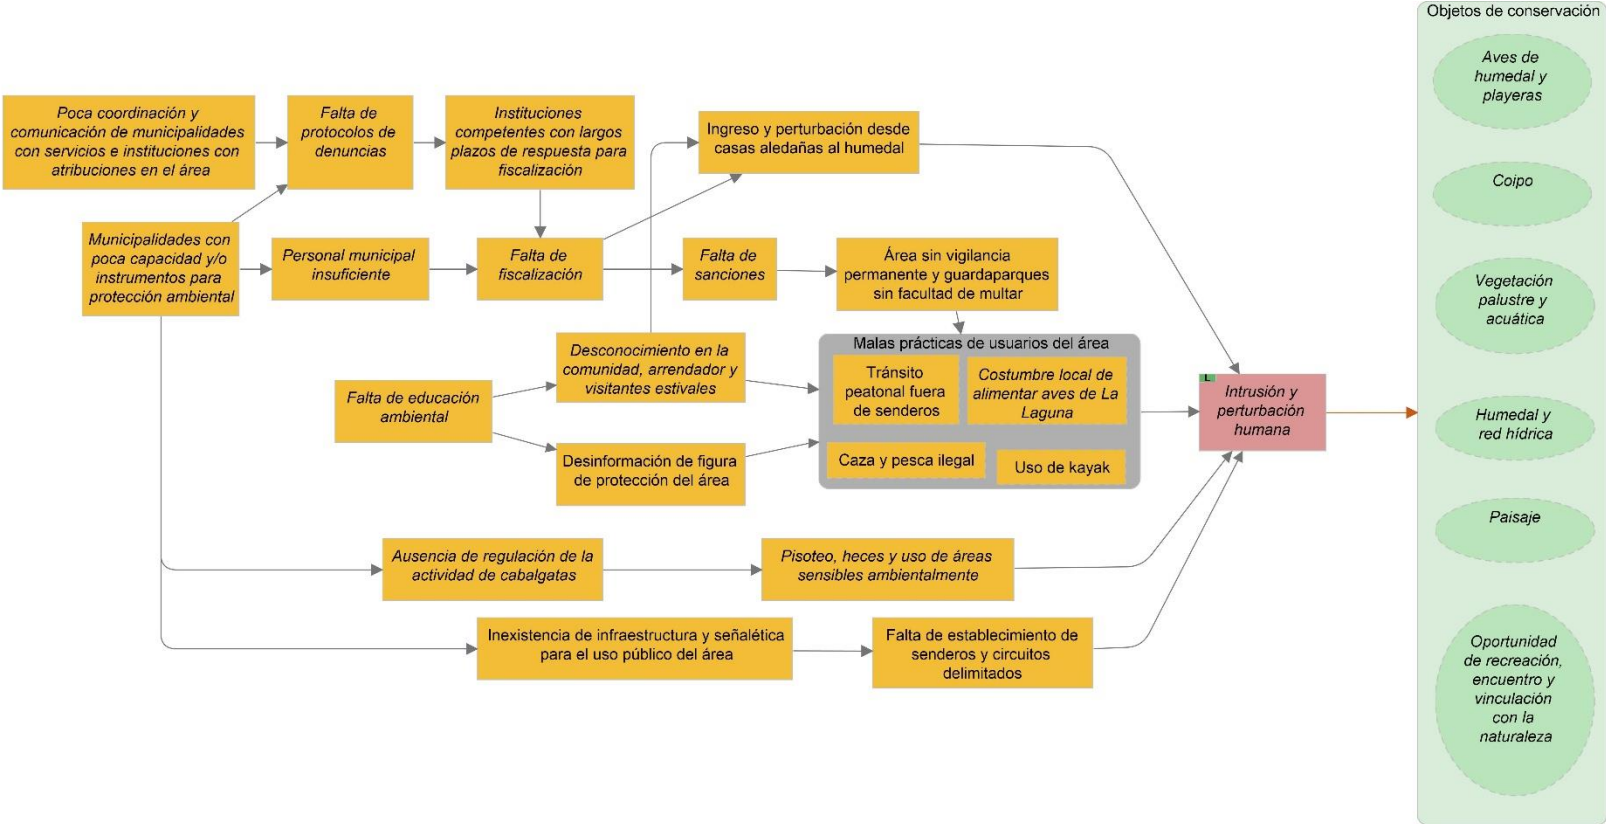 Objetos de conservación
Aves de
humedal y
playeras
Coipo
Vegetación
palustre y
acuática
Humedal y
red hídrica
Paisaje
Oportunidad
de recreación,
encuentro y
vinculación
con la
naturaleza
Poca coordinación y
comunicación de municipalidades
con servicios e instituciones con
atribuciones en el área
Falta de
protocolos de
denuncias
Instituciones
competentes con largos
plazos de respuesta para
fiscalización
Ingreso y perturbación desde
casas aledañas al humedal
Municipalidades con
poca capacidad y/o
instrumentos para
protección ambiental
Personal municipal
insuficiente
Falta de
fiscalización
Falta de
sanciones
Área sin vigilancia
permanente y guardaparques
sin facultad de multar
Desconocimiento en la
comunidad, arrendador y
visitantes estivales
Falta de educación
ambiental
Desinformación de figura
de protección del área
Malas prácticas de usuarios del área
Tránsito
peatonal fuera
de senderos
Costumbre local de
alimentar aves de La
Laguna
Caza y pesca ilegal
Uso de kayak
L
Intrusión y
perturbación
humana
Ausencia de regulación de la
actividad de cabalgatas
Pisoteo, heces y uso de áreas
sensibles ambientalmente
Inexistencia de infraestructura y señalética
para el uso público del área
Falta de establecimiento de
senderos y circuitos
delimitados